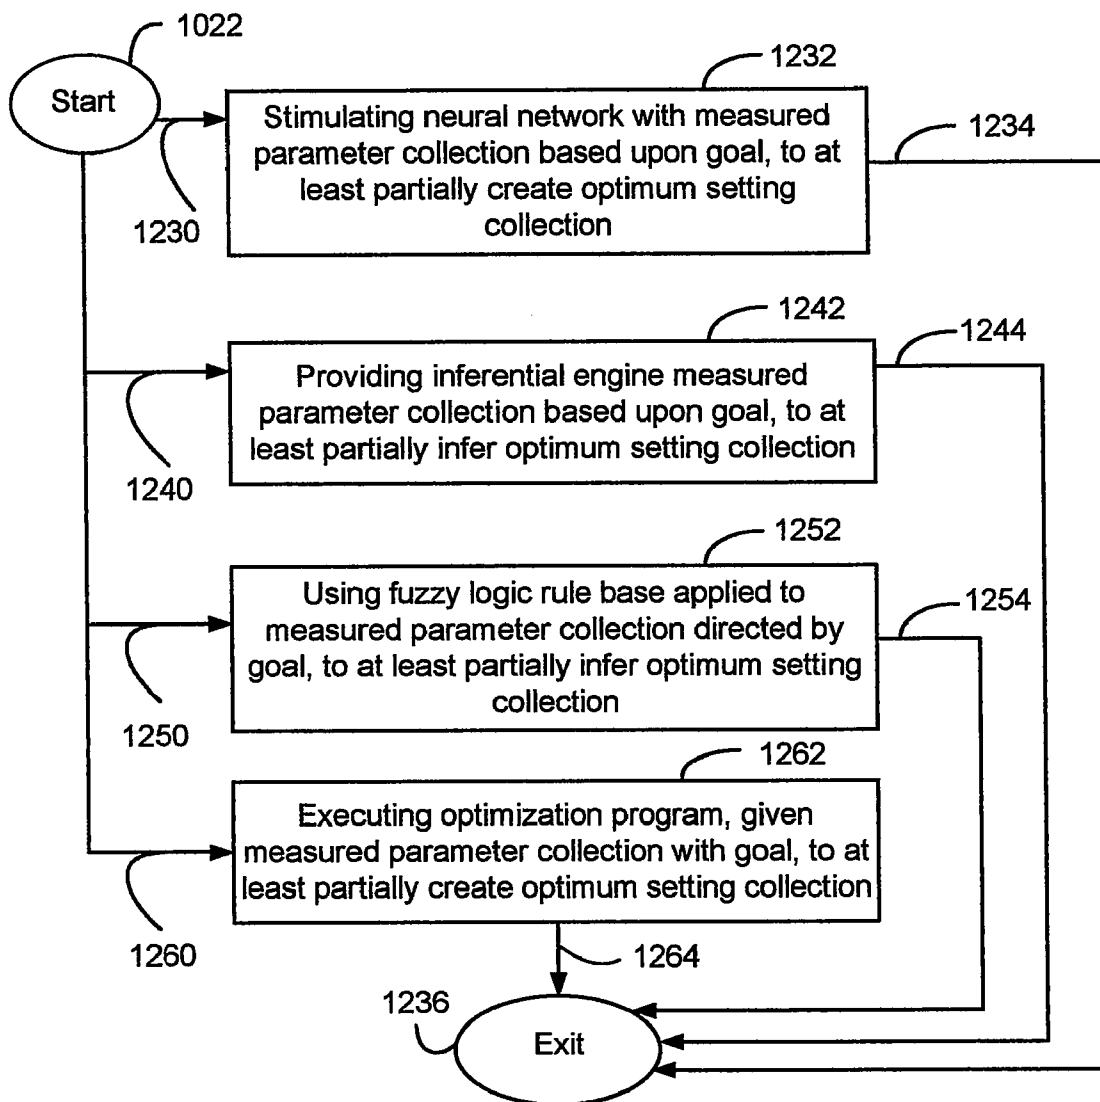 1022
Start
1232
Stimulating neural network with measured
parameter collection based upon goal, to at
least partially create optimum setting
collection
1234
1230
1242
1244
Providing inferential engine measured
parameter collection based upon goal, to at
least partially infer optimum setting collection
1240
1252
1254
Using fuzzy logic rule base applied to
measured parameter collection directed by
goal, to at least partially infer optimum setting
collection
1250
1262
Executing optimization program, given
measured parameter collection with goal, to at
least partially create optimum setting collection
1260
1264
1236
Exit